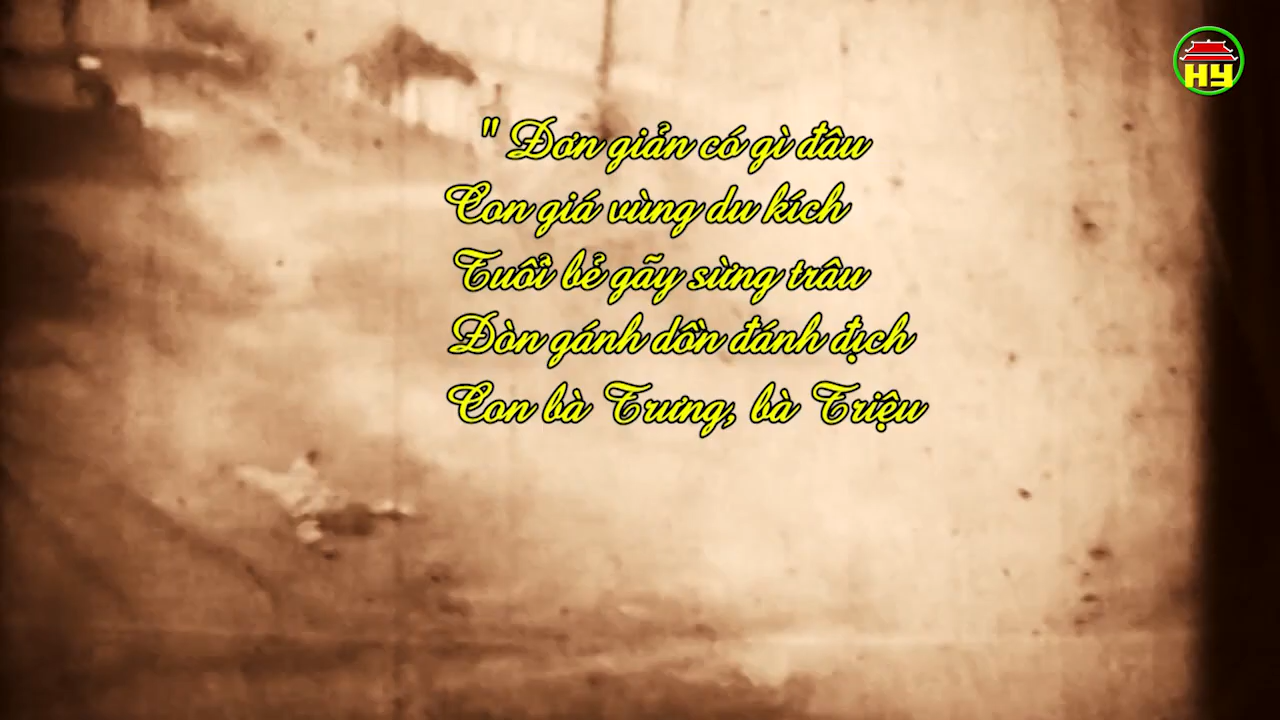 HY
" Đơn giản có gì đâu
Con giá vùng du kích
Tuổi bẻ gãy sừng trâu
Đòn gánh dồn đánh địch
Con bà Trưng, bà Triệu